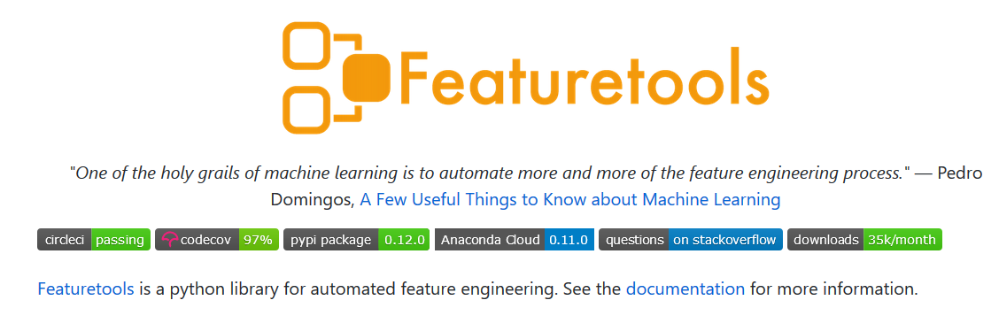 Featuretools
"One of the holy grails of machine learning is to automate more and more of the feature engineering process." — Pedro
Domingos, A Few Useful Things to Know about Machine Learning
circleci passing codecov 97% pypi package 0.12.0 Anaconda Cloud 0.11.0 questions on stackoverflow downloads 35k/month
Featuretools is a python library for automated feature engineering. See the documentation for more information.